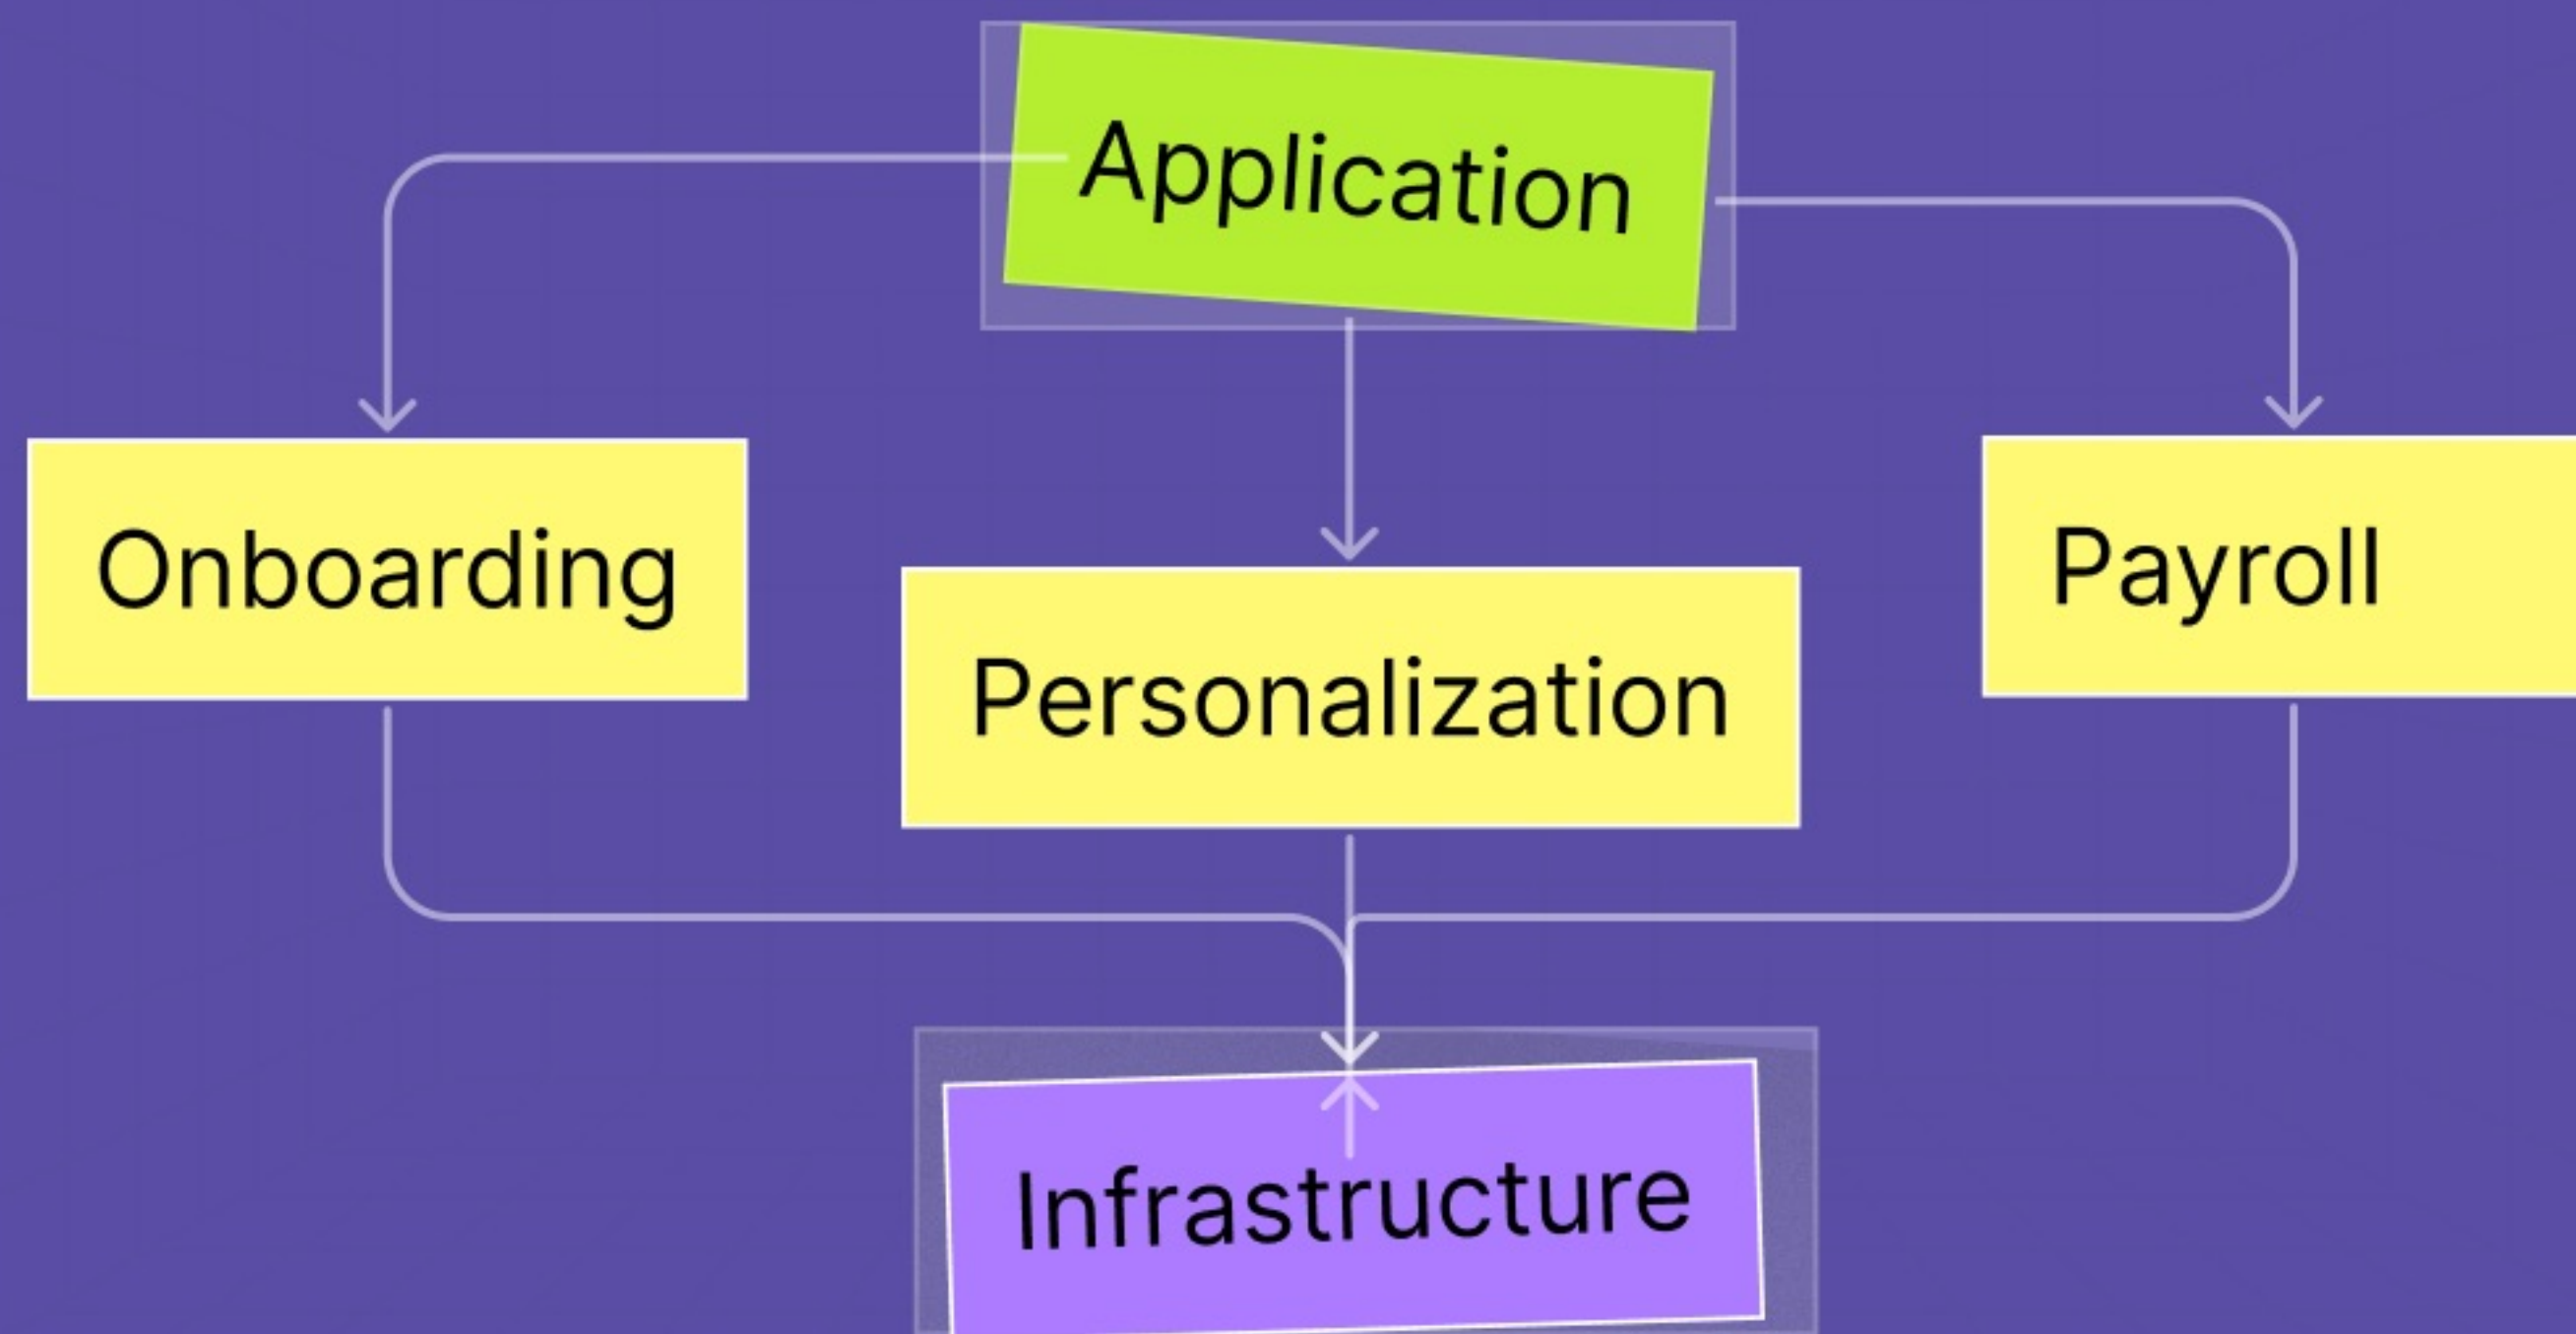 Application
Onboarding
Personalization
Payroll
Infrastructure